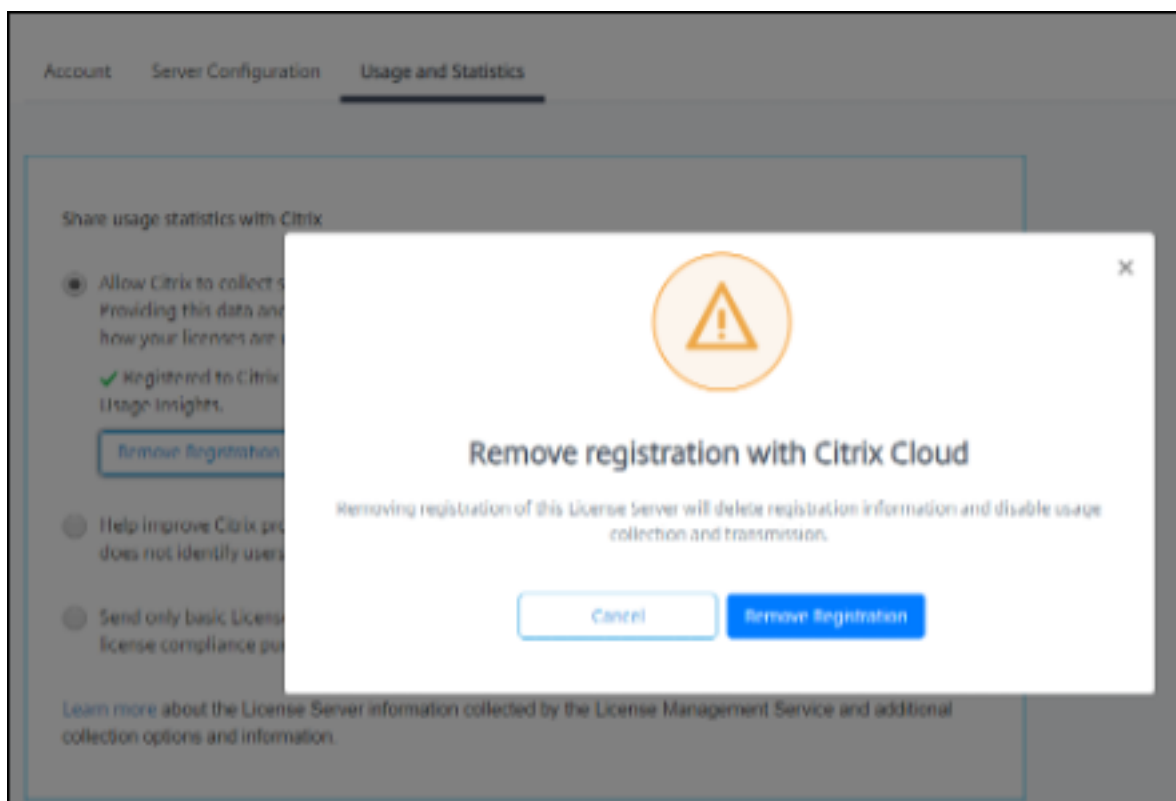 Account Server Configuration Usage and Statistics
Share usage statistics with Citrix
Allow Citrix to collect s
Providing this data and
how your licenses are
Registered to Citrix
Usage Insights.
Remove Registration
Help improve Citrix pro
does not identify users
Send only basic Licens
license compliance pu
Learn more about the License Server information collected by the License Management Service and additional
collection options and information.
Remove registration with Citrix Cloud
Removing registration of this License Server will delete registration information and disable usage
collection and transmission.
Cancel Remove Registration